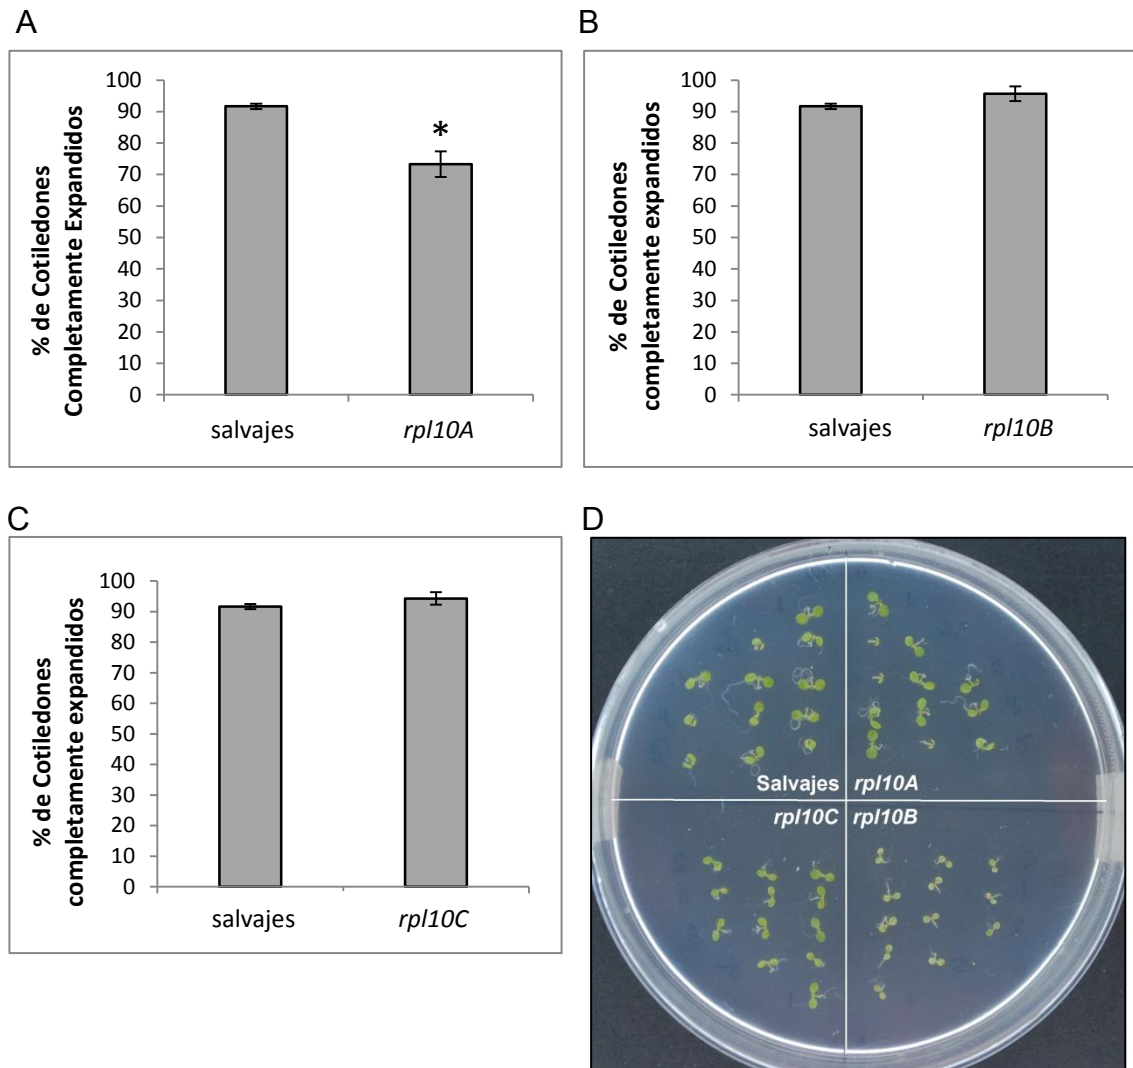 A
% de Cotiledones
Completamente Expandidos
100
90
80
70
60
50
40
30
20
10
0
*
salvajes
rpl10A
B
% de Cotiledones
completamente expandidos
100
90
80
70
60
50
40
30
20
10
0
salvajes
rpl10B
C
% de Cotiledones
completamente expandidos
100
90
80
70
60
50
40
30
20
10
0
salvajes
rpl10C
D
Salvajes rpl10A
rpl10C rpl10B